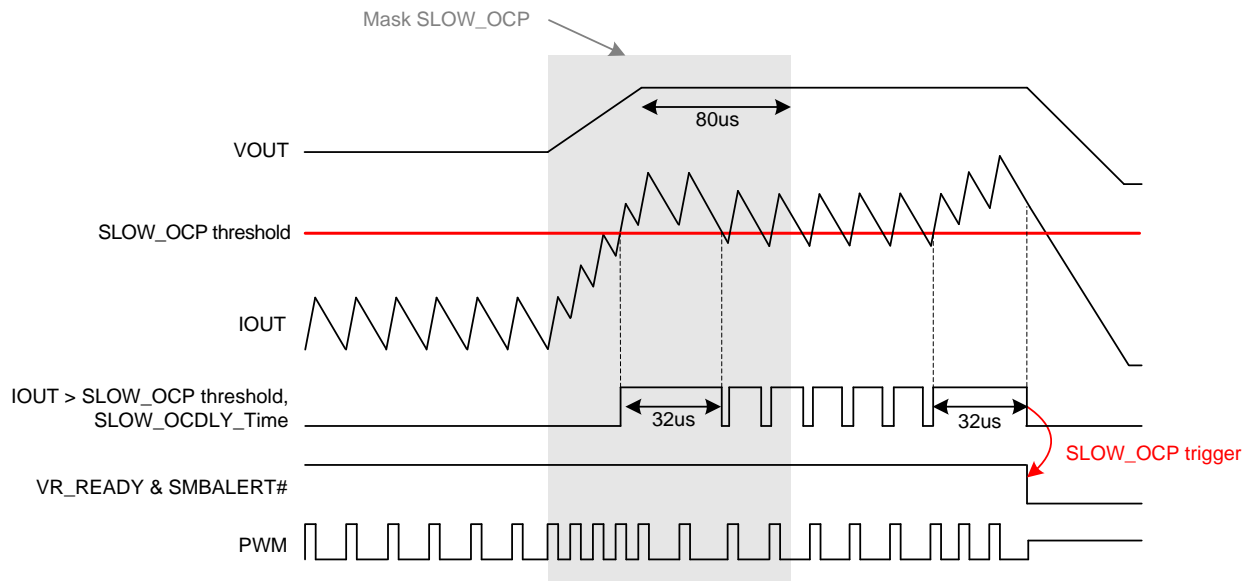 Mask SLOW_OCP
80us
VOUT
SLOW_OCP threshold
IOUT
IOUT > SLOW_OCP threshold,
SLOW_OCDLY_Time
32us
32us
SLOW_OCP trigger
VR_READY & SMBALERT#
PWM